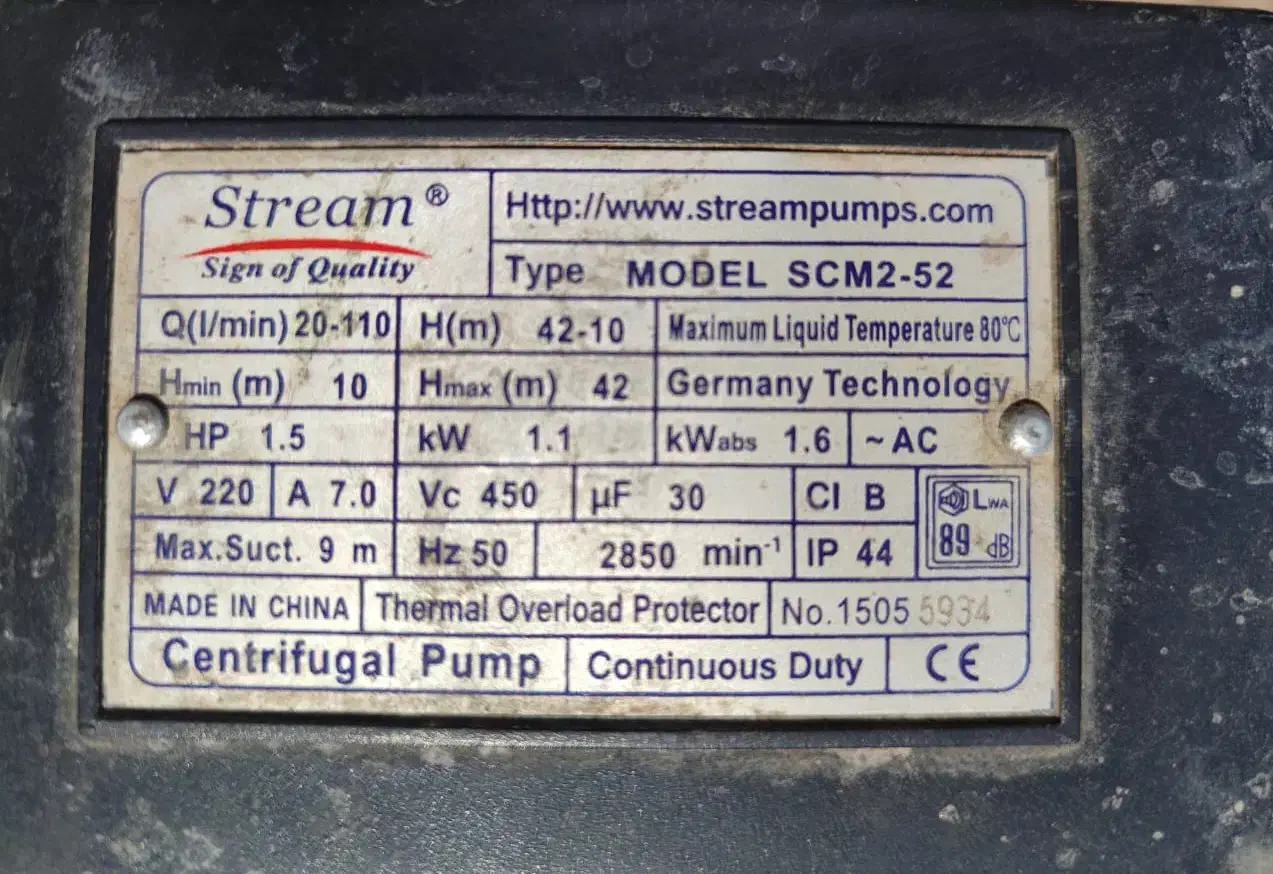 Stream ®
Sign of Quality
Http://www.streampumps.com
Type MODEL SCM2-52
Q(l/min) 20-110 H(m) 42-10 Maximum Liquid Temperature 80°C
Hmin (m) 10 Hmax (m) 42 Germany Technology
HP 1.5 kW 1.1 kWabs 1.6 ~ AC
V 220 A 7.0 Vc 450 µF 30 CI B LWA
Max.Suct. 9 m Hz 50 2850 min-1 IP 44 89 dB
MADE IN CHINA Thermal Overload Protector No.1505 5934
Centrifugal Pump Continuous Duty CE